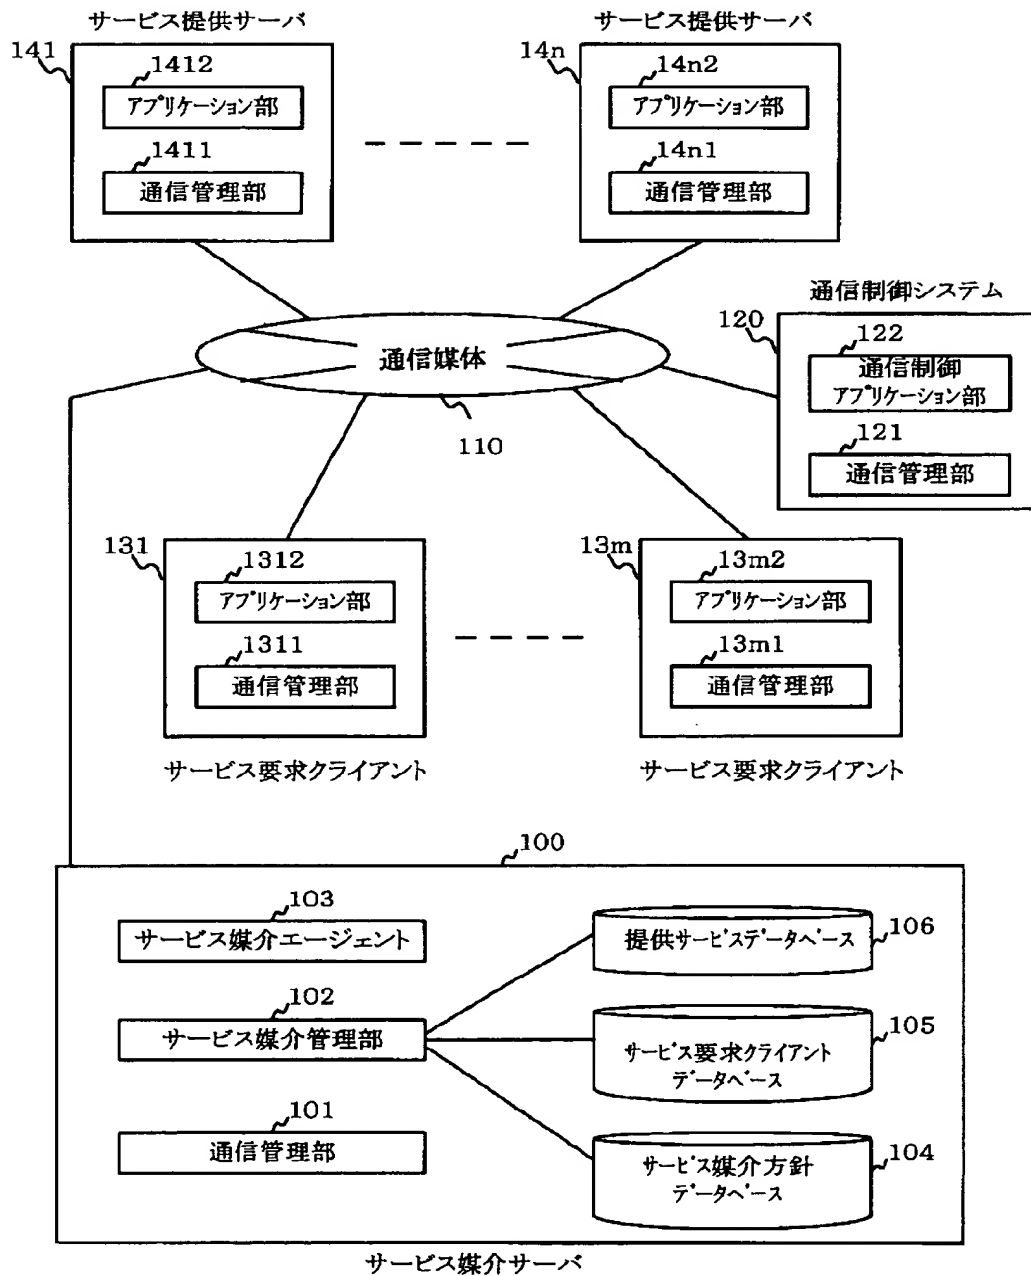 サービス提供サーバ
サービス提供サーバ
141
1412
アプリケーション部
1411
通信管理部
14n
14n2
アプリケーション部
14n1
通信管理部
通信媒体
110
通信制御システム
120
122
通信制御
アプリケーション部
121
通信管理部
131
1312
アプリケーション部
1311
通信管理部
サービス要求クライアント
13m
13m2
アプリケーション部
13m1
通信管理部
サービス要求クライアント
100
103
サービス媒介エージェント
102
サービス媒介管理部
101
通信管理部
提供サービスデータベース
106
サービス要求クライアント
データベース
105
サービス媒介方針
データベース
104
サービス媒介サーバ